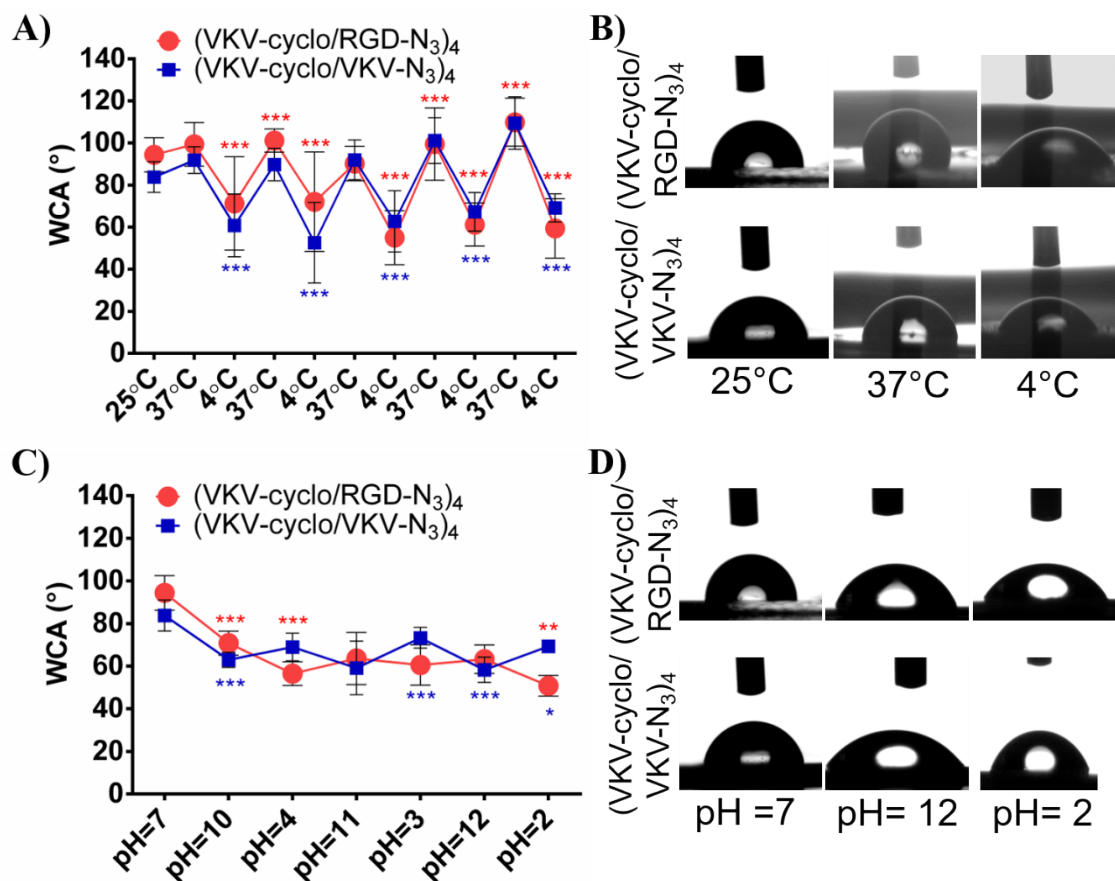 A)
(VKV-cyclo/RGD-N₃)₄
(VKV-cyclo/VKV-N₃)₄
WCA (°)
140
120
100
80
60
40
20
0
***
***
***
***
***
***
***
***
***
***
***
***
***
25°C
37°C
4°C
37°C
4°C
37°C
4°C
37°C
4°C
37°C
4°C
B)
(VKV-cyclo/
RGD-N₃)₄
(VKV-cyclo/
VKV-N₃)₄
25°C
37°C
4°C
C)
(VKV-cyclo/RGD-N₃)₄
(VKV-cyclo/VKV-N₃)₄
WCA (°)
140
120
100
80
60
40
20
0
***
***
**
***
***
***
*
pH=7
pH=10
pH=4
pH=11
pH=3
pH=12
pH=2
D)
(VKV-cyclo/
RGD-N₃)₄
(VKV-cyclo/
VKV-N₃)₄
pH =7
pH= 12
pH= 2